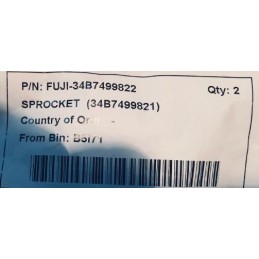 P/N: FUJI-34B7499822 Qty: 2
SPROCKET (34B7499821)
Country of
From Bin: